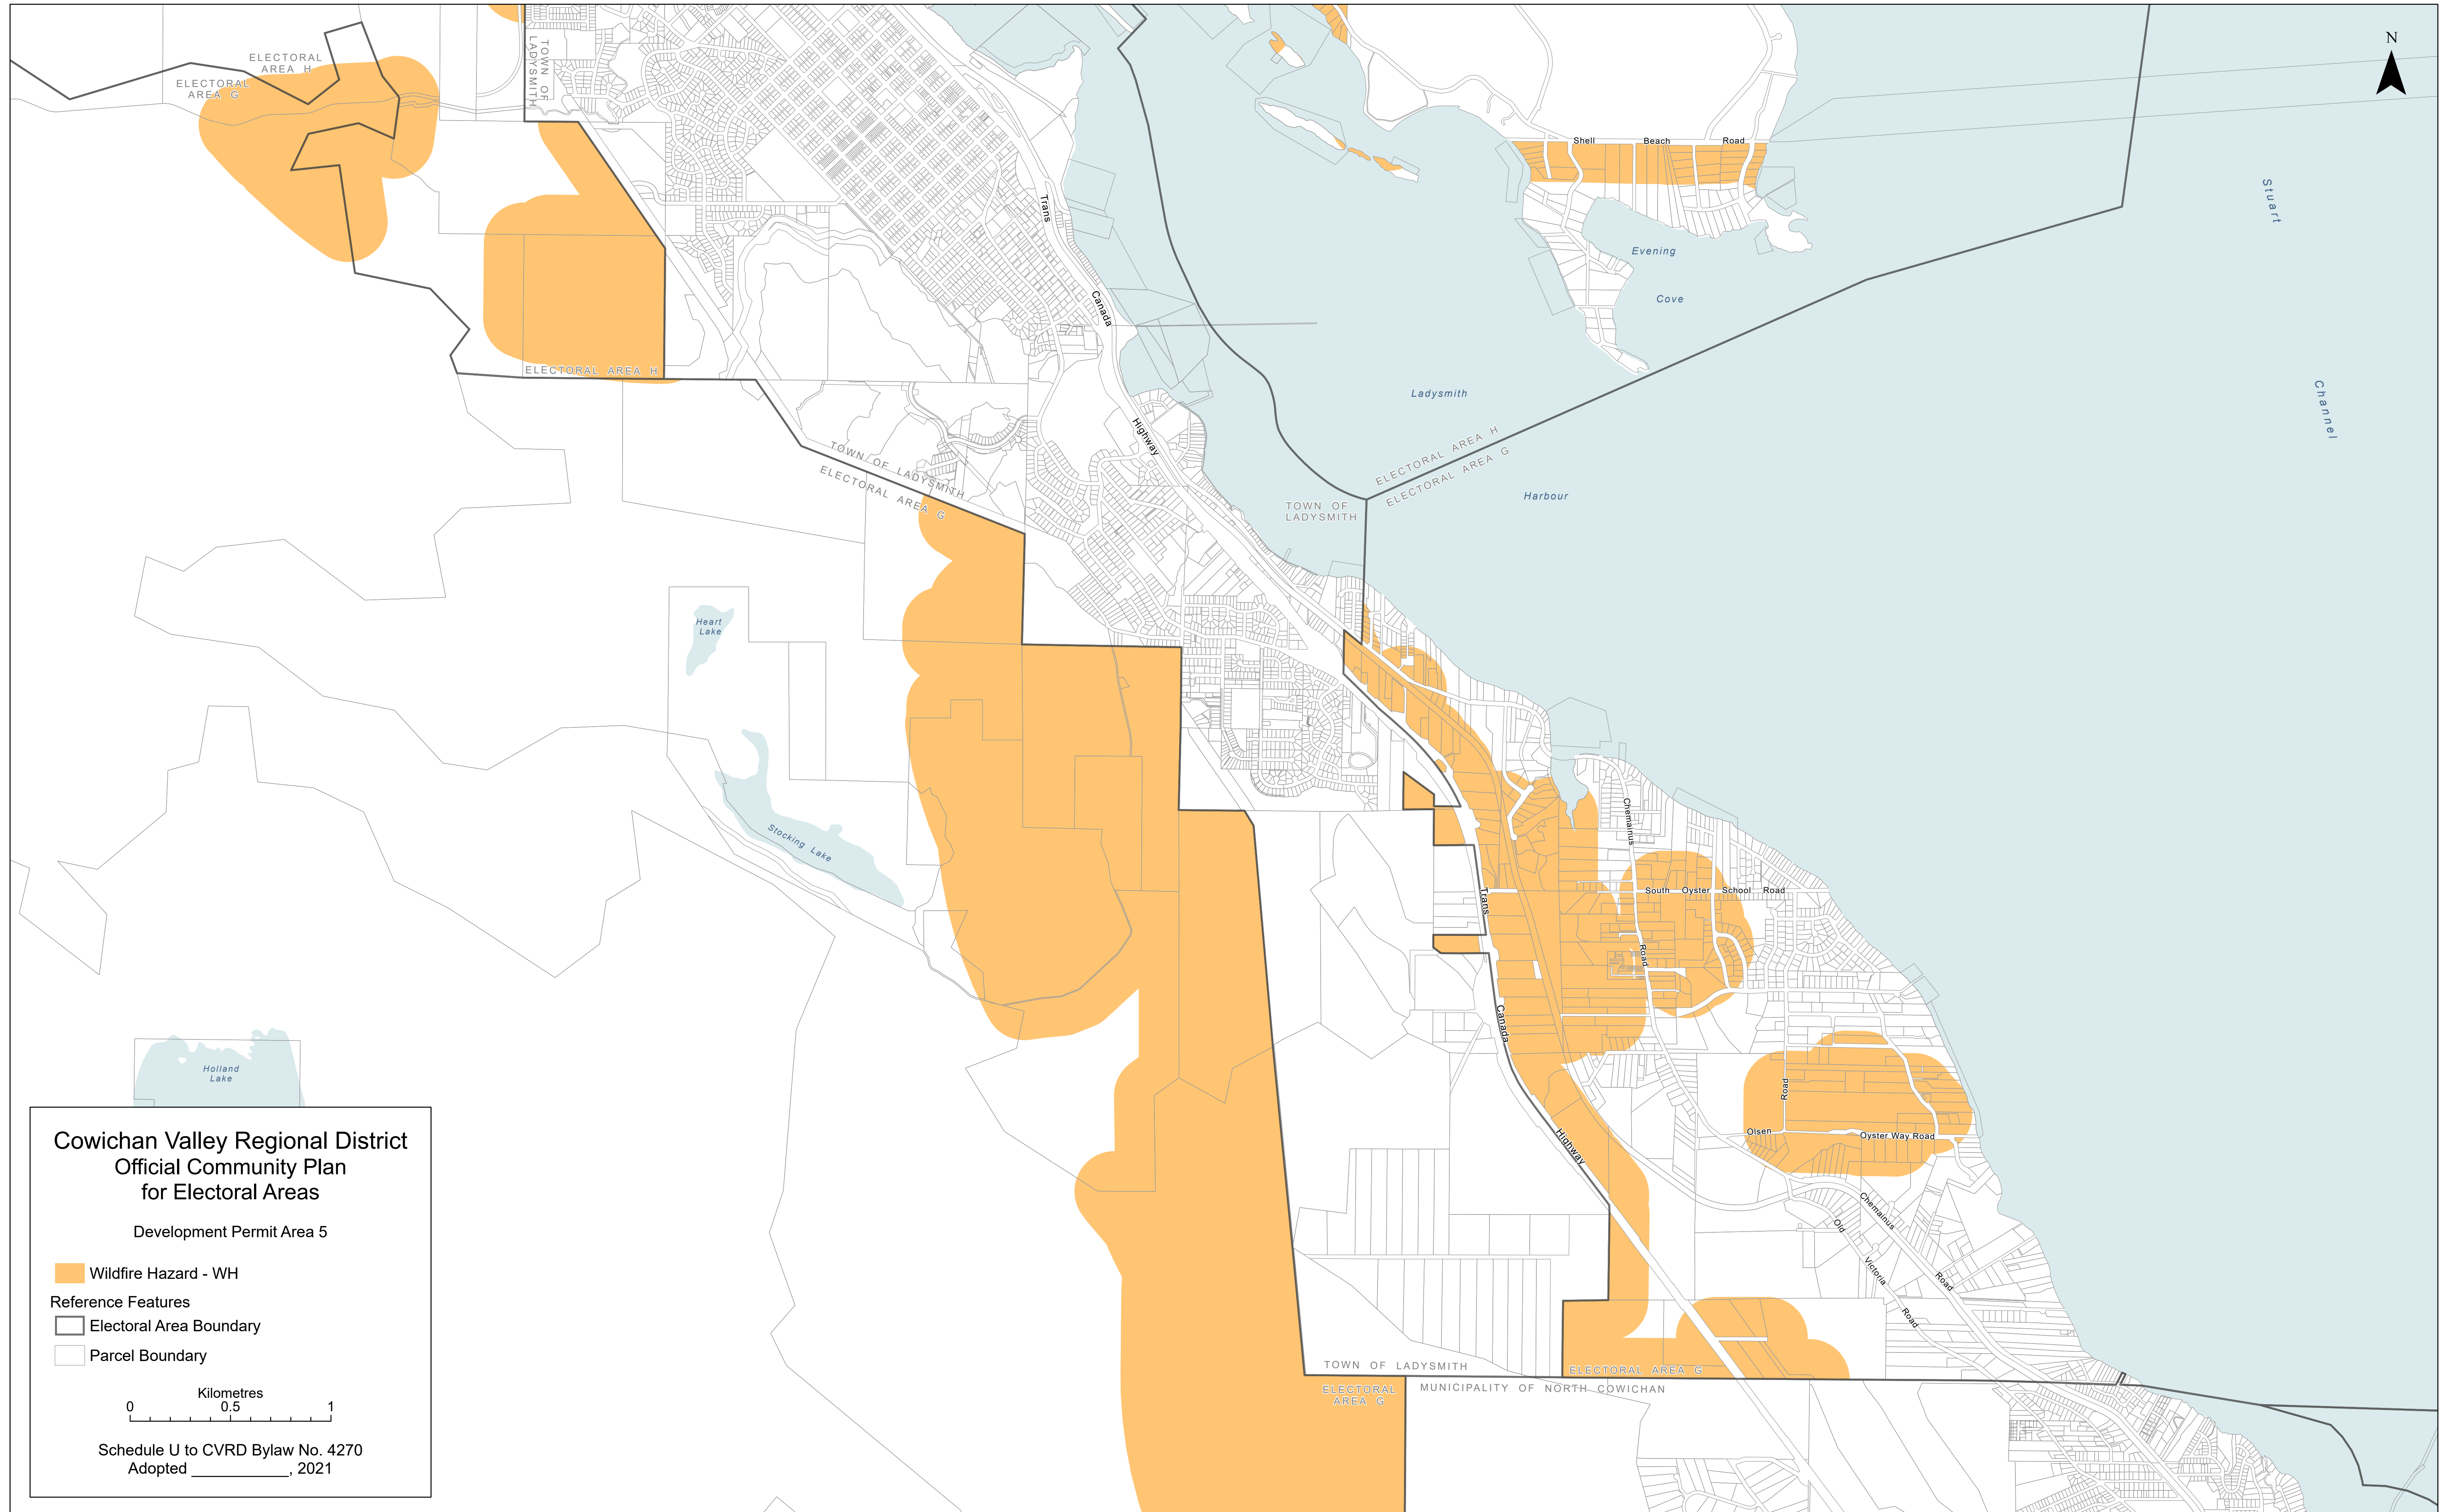 ELECTORAL
AREA H
ELECTORAL
AREA G
TOWN OF
LADYSMITH
N
Shell Beach Road
Stuart
Channel
Evening
Cove
Trans
Canada
Highway
ELECTORAL AREA H
Ladysmith
Harbour
ELECTORAL AREA H
ELECTORAL AREA G
TOWN OF LADYSMITH
ELECTORAL AREA G
TOWN OF
LADYSMITH
Heart
Lake
Stocking Lake
Holland
Lake
Chemainus
Road
South Oyster School Road
Trans
Canada
Highway
Road
Olsen
Oyster Way Road
Chemainus
Road
Old
Victoria
Road
TOWN OF LADYSMITH
ELECTORAL AREA G
ELECTORAL
AREA G
MUNICIPALITY OF NORTH COWICHAN
Cowichan Valley Regional District
Official Community Plan
for Electoral Areas
Development Permit Area 5
Wildfire Hazard - WH
Reference Features
Electoral Area Boundary
Parcel Boundary
Kilometres
0 0.5 1
Schedule U to CVRD Bylaw No. 4270
Adopted ___________, 2021